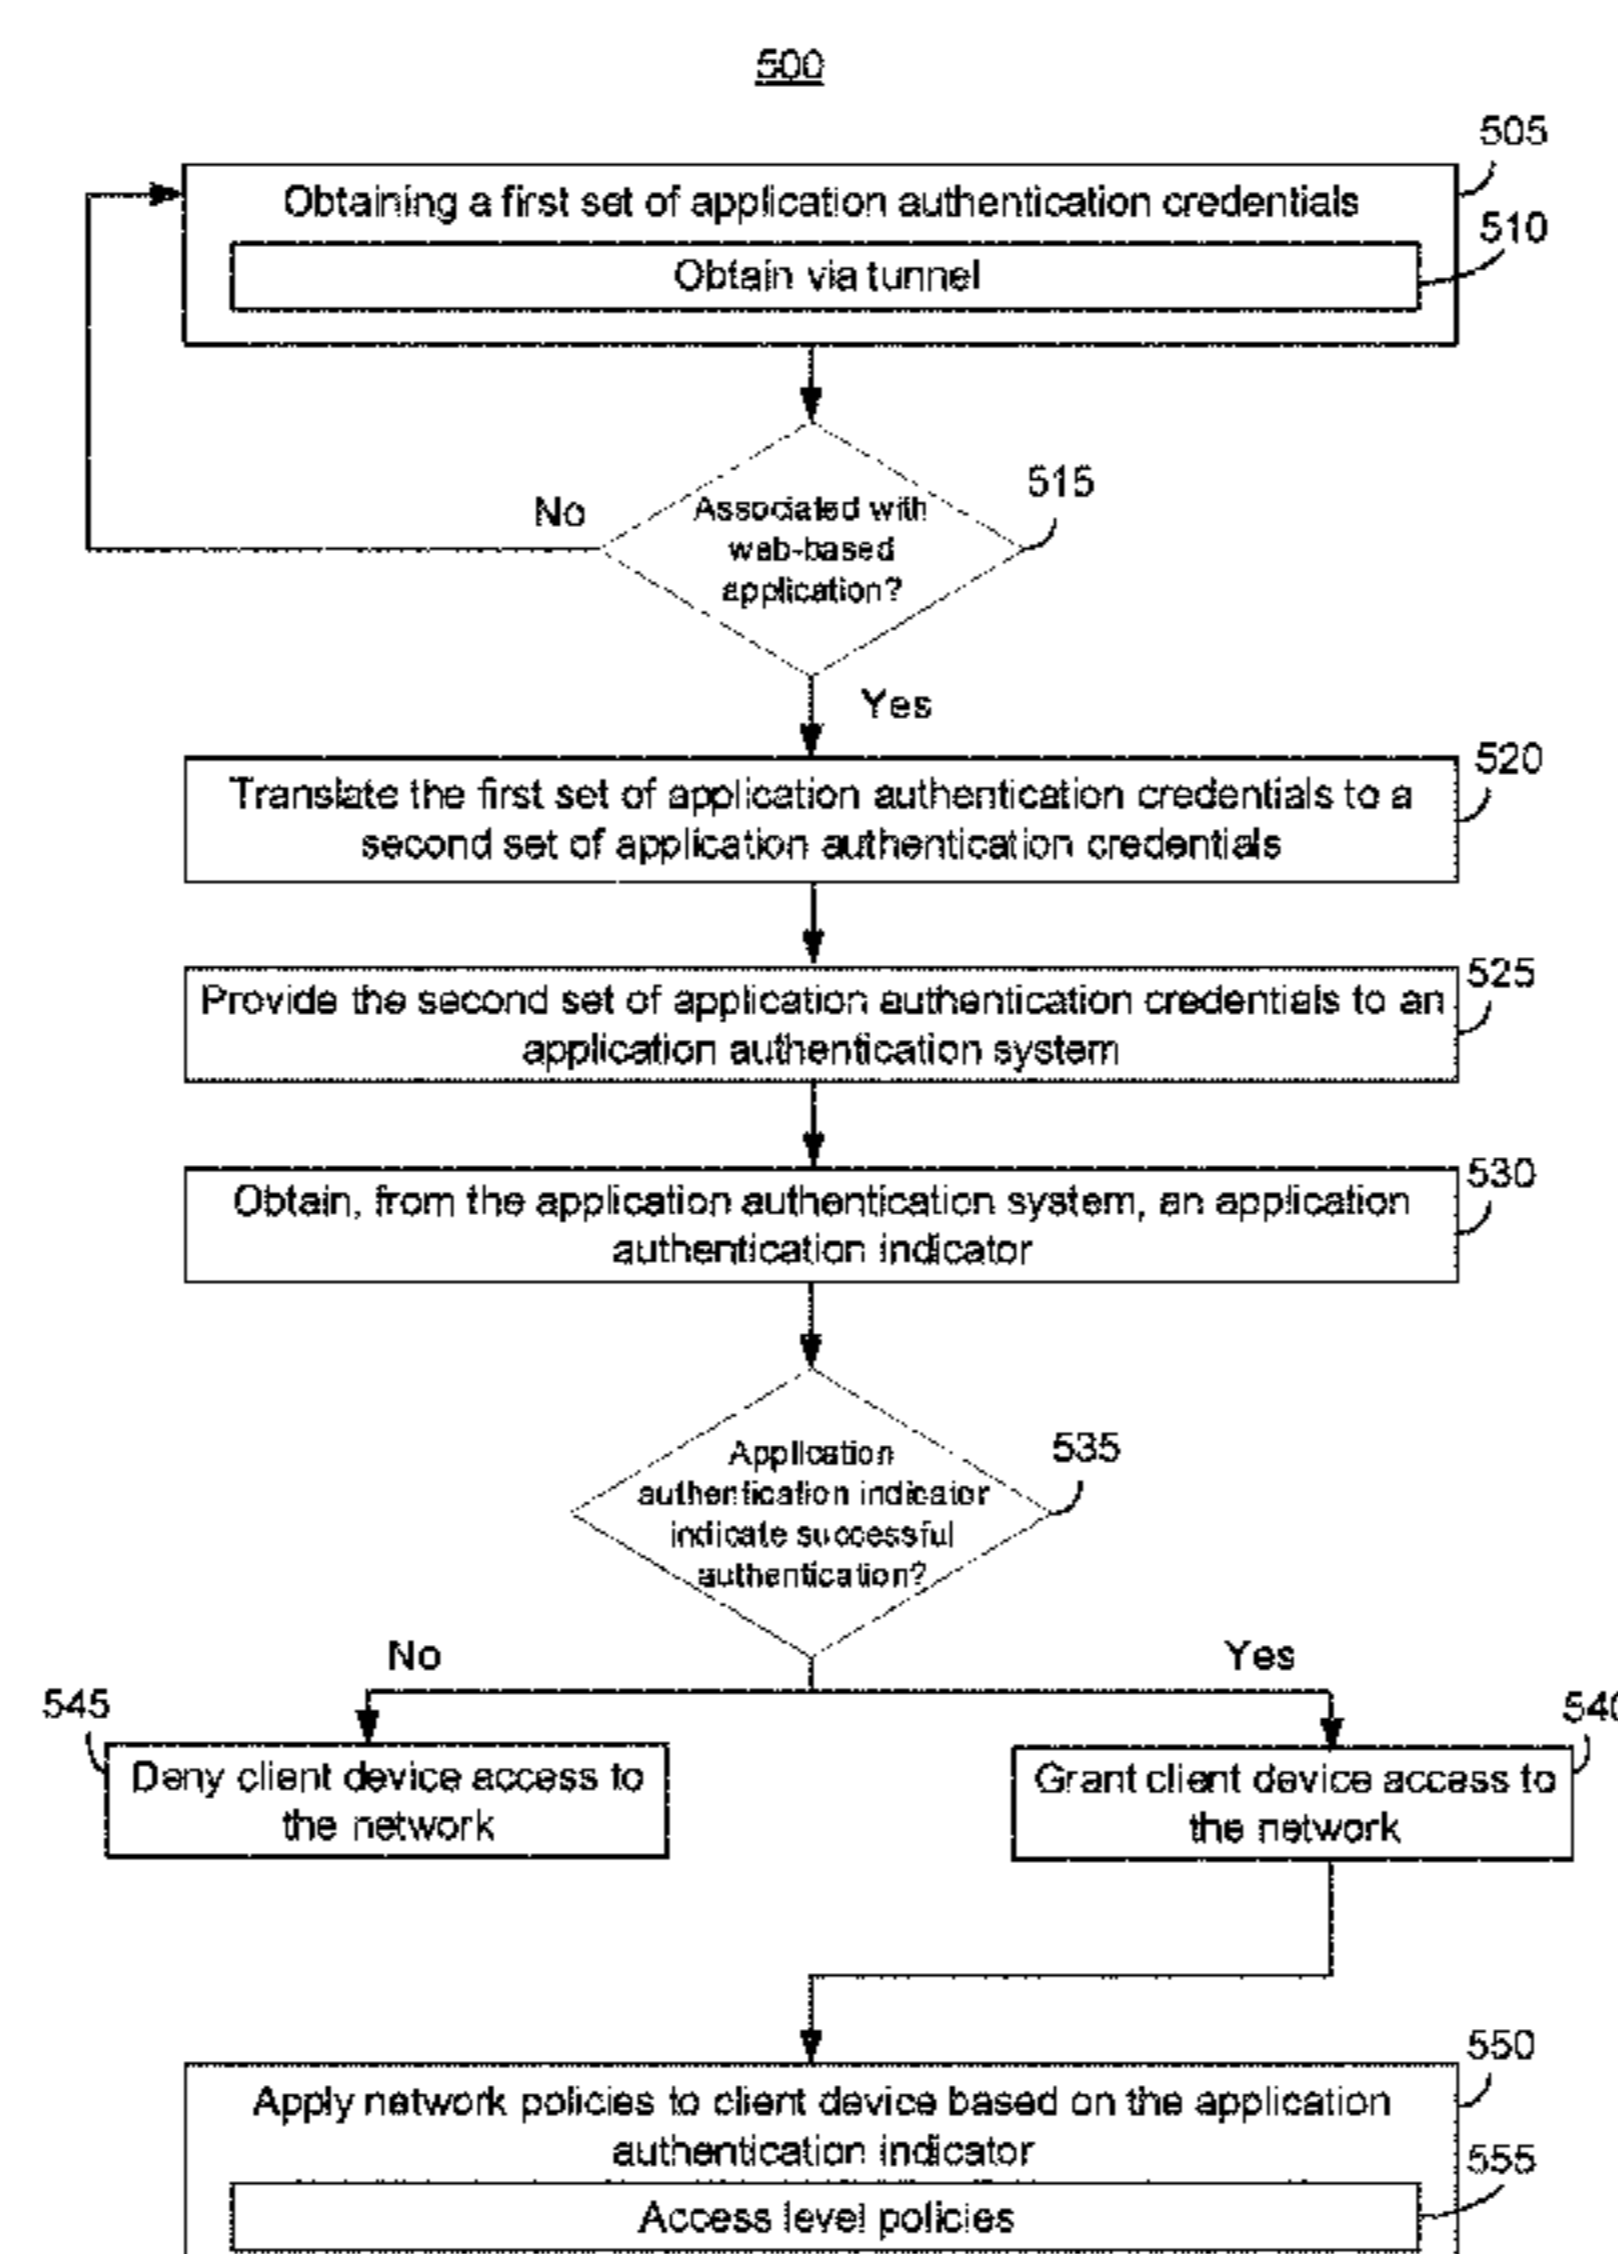 500
505
Obtaining a first set of application authentication credentials
510
Obtain via tunnel
515
No
Associated with
web-based
application?
Yes
520
Translate the first set of application authentication credentials to a
second set of application authentication credentials
525
Provide the second set of application authentication credentials to an
application authentication system
530
Obtain, from the application authentication system, an application
authentication indicator
535
Application
authentication indicator
indicate successful
authentication?
No
Yes
545
540
Deny client device access to
the network
Grant client device access to
the network
550
Apply network policies to client device based on the application
authentication indicator
555
Access level policies